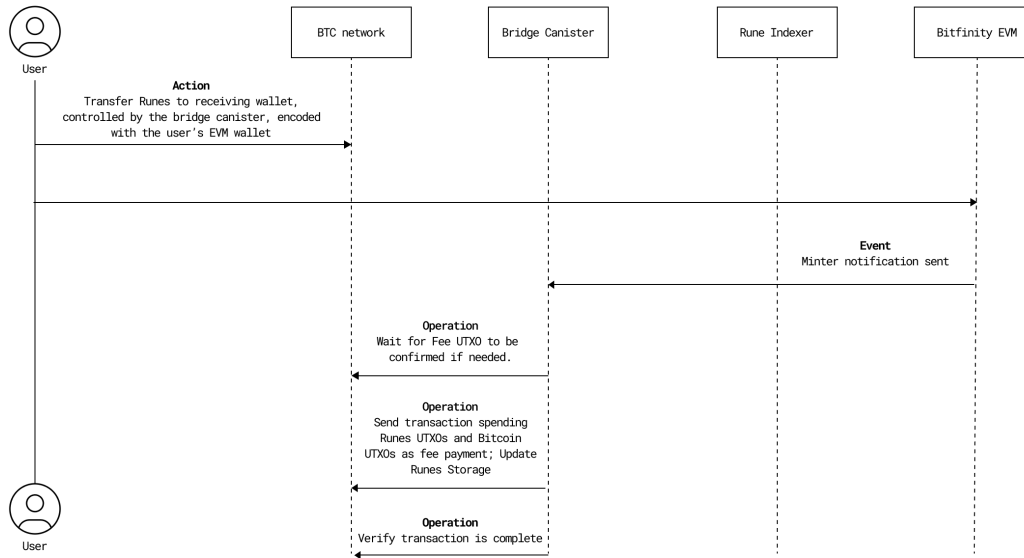 BTC network
Bridge Canister
Rune Indexer
Bitfinity EVM
User
Action
Transfer Runes to receiving wallet,
controlled by the bridge canister, encoded
with the user's EVM wallet
Event
Minter notification sent
Operation
Wait for Fee UTXO to be
confirmed if needed.
Operation
Send transaction spending
Runes UTXOs and Bitcoin
UTXOs as fee payment; Update
Runes Storage
Operation
Verify transaction is complete
User